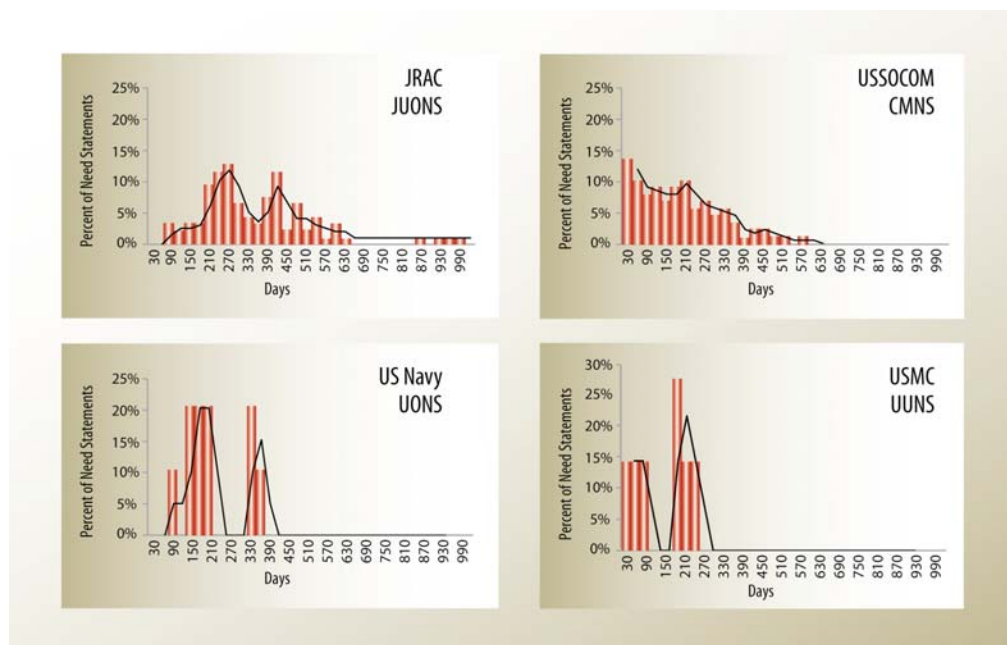 JRAC
JUONS
Percent of Need Statements
25%
20%
15%
10%
5%
0%
30 90 150 210 270 330 390 450 510 570 630 690 750 810 870 930 990
Days
USSOCOM
CMNS
Percent of Need Statements
25%
20%
15%
10%
5%
0%
30 90 150 210 270 330 390 450 510 570 630 690 750 810 870 930 990
Days
US Navy
UONS
Percent of Need Statements
25%
20%
15%
10%
5%
0%
30 90 150 210 270 330 390 450 510 570 630 690 750 810 870 930 990
Days
USMC
UUNS
Percent of Need Statements
30%
25%
20%
15%
10%
5%
0%
30 90 150 210 270 330 390 450 510 570 630 690 750 810 870 930 990
Days